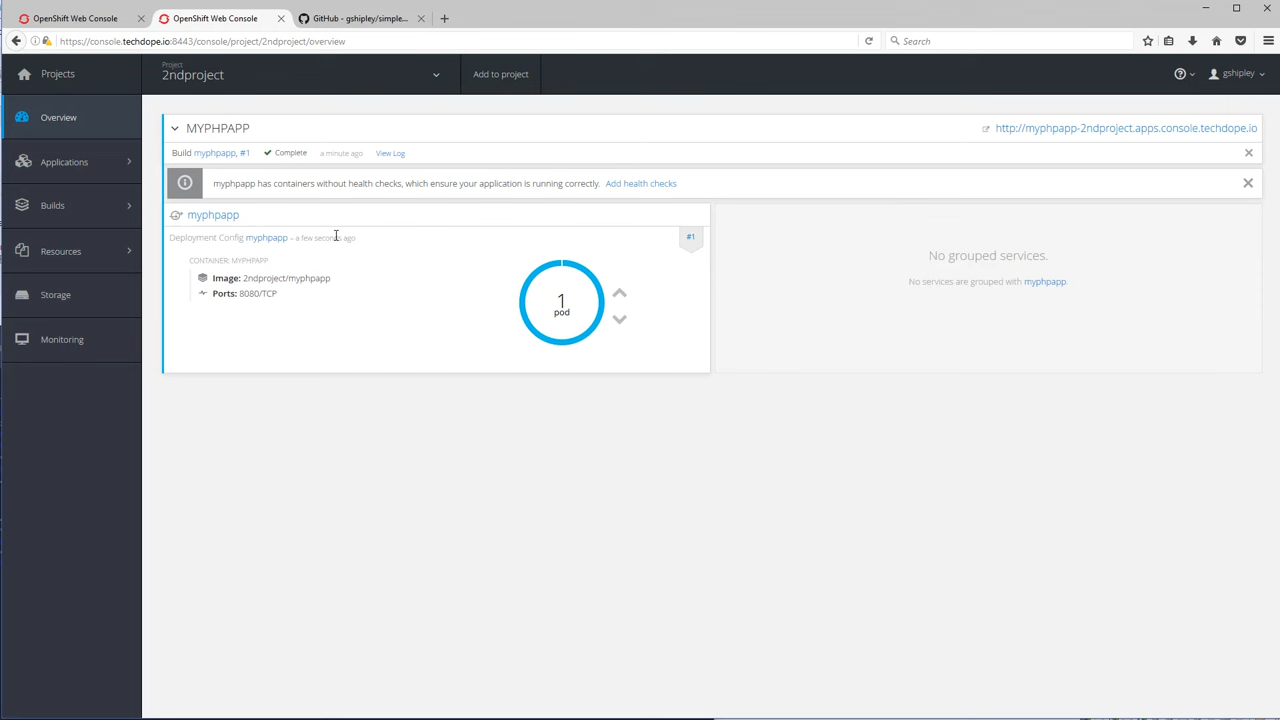 OpenShift Web Console
OpenShift Web Console
GitHub - gshipley/simple...
https://console.techdope.io:8443/console/project/2ndproject/overview
Search
Projects
Project
2ndproject
Add to project
gshipley
Overview
Applications
Builds
Resources
Storage
Monitoring
MYPHPAPP
http://myphpapp-2ndproject.apps.console.techdope.io
Build myphpapp, #1 Complete a minute ago View Log
myphpapp has containers without health checks, which ensure your application is running correctly. Add health checks
myphpapp
Deployment Config myphpapp – a few seconds ago
#1
CONTAINER: MYPHPAPP
Image: 2ndproject/myphpapp
Ports: 8080/TCP
1
pod
No grouped services.
No services are grouped with myphpapp.